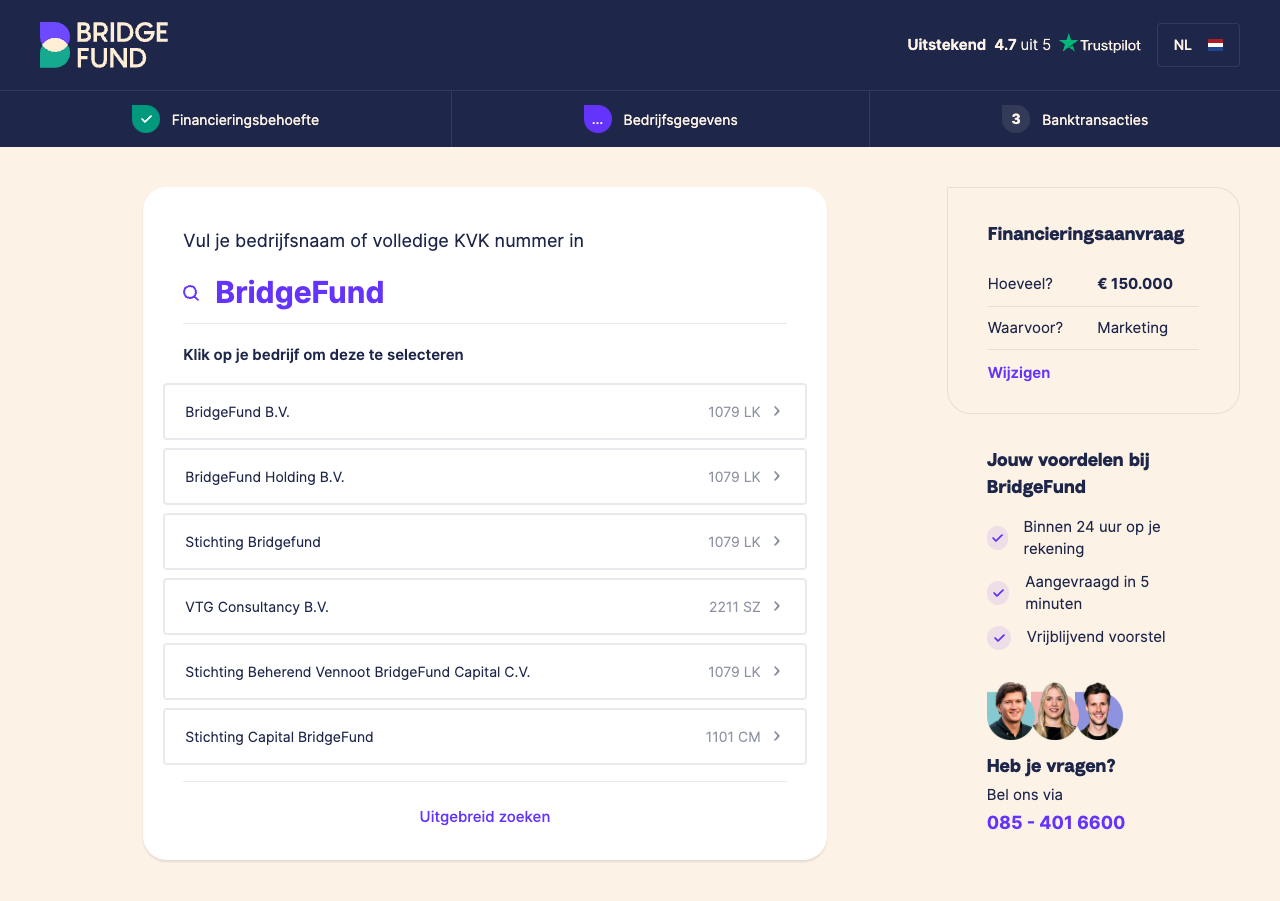 BRIDGE
FUND
Uitstekend 4.7 uit 5 Trustpilot
NL
Financieringsbehoefte
... Bedrijfsgegevens
3 Banktransacties
Vul je bedrijfsnaam of volledige KVK nummer in
BridgeFund
Klik op je bedrijf om deze te selecteren
BridgeFund B.V. 1079 LK
BridgeFund Holding B.V. 1079 LK
Stichting Bridgefund 1079 LK
VTG Consultancy B.V. 2211 SZ
Stichting Beherend Vennoot BridgeFund Capital C.V. 1079 LK
Stichting Capital BridgeFund 1101 CM
Uitgebreid zoeken
Financieringsaanvraag
Hoeveel? € 150.000
Waarvoor? Marketing
Wijzigen
Jouw voordelen bij
BridgeFund
Binnen 24 uur op je
rekening
Aangevraagd in 5
minuten
Vrijblijvend voorstel
Heb je vragen?
Bel ons via
085 - 401 6600